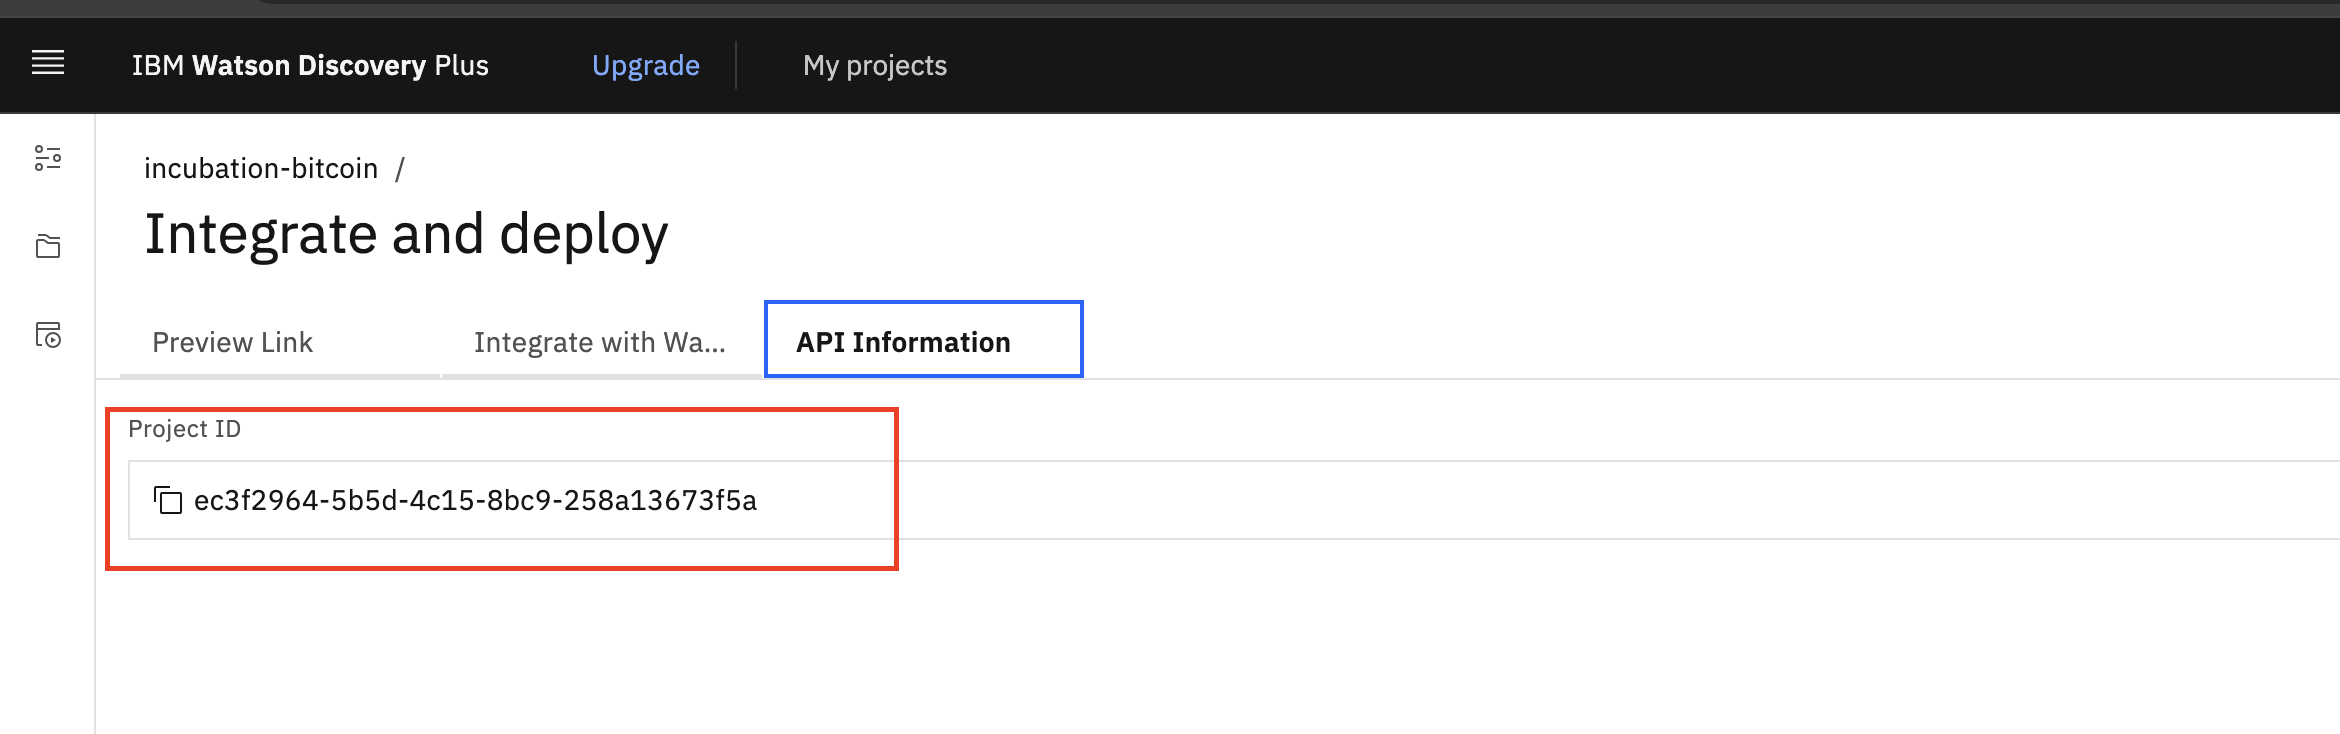 IBM Watson Discovery Plus Upgrade My projects
incubation-bitcoin /
Integrate and deploy
Preview Link Integrate with Wa... API Information
Project ID
ec3f2964-5b5d-4c15-8bc9-258a13673f5a